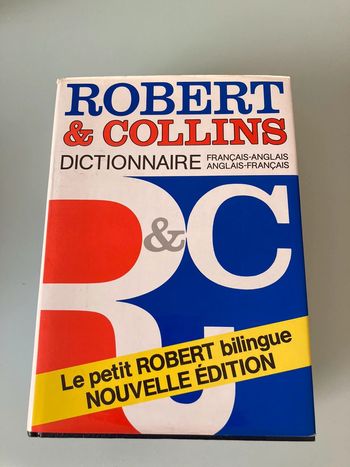 ROBERT
& COLLINS
DICTIONNAIRE FRANÇAIS-ANGLAIS
ANGLAIS-FRANÇAIS
R&C
Le petit ROBERT bilingue
NOUVELLE ÉDITION